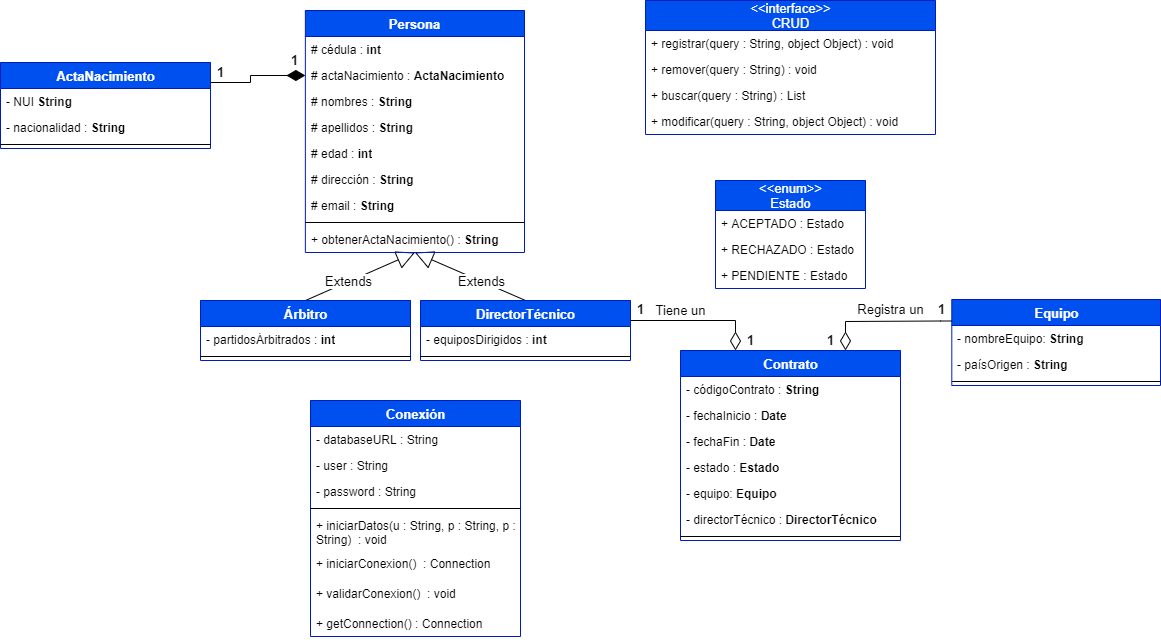 Persona
# cédula : int
# actaNacimiento : ActaNacimiento
# nombres : String
# apellidos : String
# edad : int
# dirección : String
# email : String
+ obtenerActaNacimiento() : String
<<interface>>
CRUD
+ registrar(query : String, object Object) : void
+ remover(query : String) : void
+ buscar(query : String) : List
+ modificar(query : String, object Object) : void
ActaNacimiento
- NUI String
- nacionalidad : String
1
1
<<enum>>
Estado
+ ACEPTADO : Estado
+ RECHAZADO : Estado
+ PENDIENTE : Estado
Extends
Extends
Árbitro
- partidosArbitrados : int
DirectorTécnico
- equiposDirigidos : int
1
Tiene un
1
Registra un
1
1
Equipo
- nombreEquipo: String
- paísOrigen : String
Contrato
- códigoContrato : String
- fechaInicio : Date
- fechaFin : Date
- estado : Estado
- equipo: Equipo
- directorTécnico : DirectorTécnico
Conexión
- databaseURL : String
- user : String
- password : String
+ iniciarDatos(u : String, p : String, p :
String) : void
+ iniciarConexion() : Connection
+ validarConexion() : void
+ getConnection() : Connection